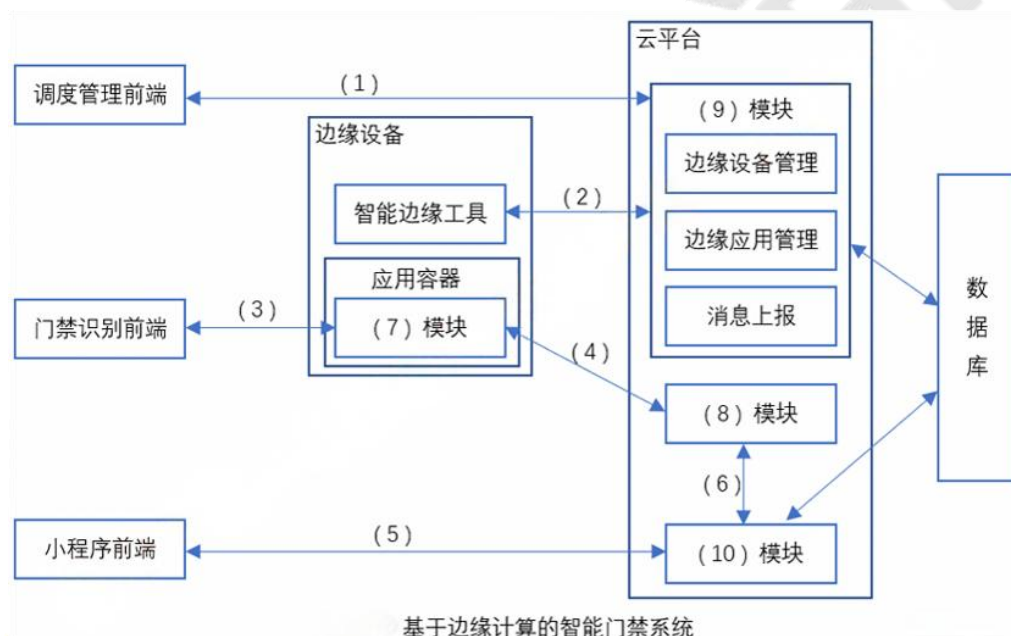 云平台
调度管理前端
(1)
(9)模块
边缘设备
边缘设备管理
智能边缘工具
(2)
边缘应用管理
应用容器
消息上报
数据库
门禁识别前端
(3)
(7)模块
(4)
(8)模块
(6)
小程序前端
(5)
(10)模块
基于边缘计算的智能门禁系统